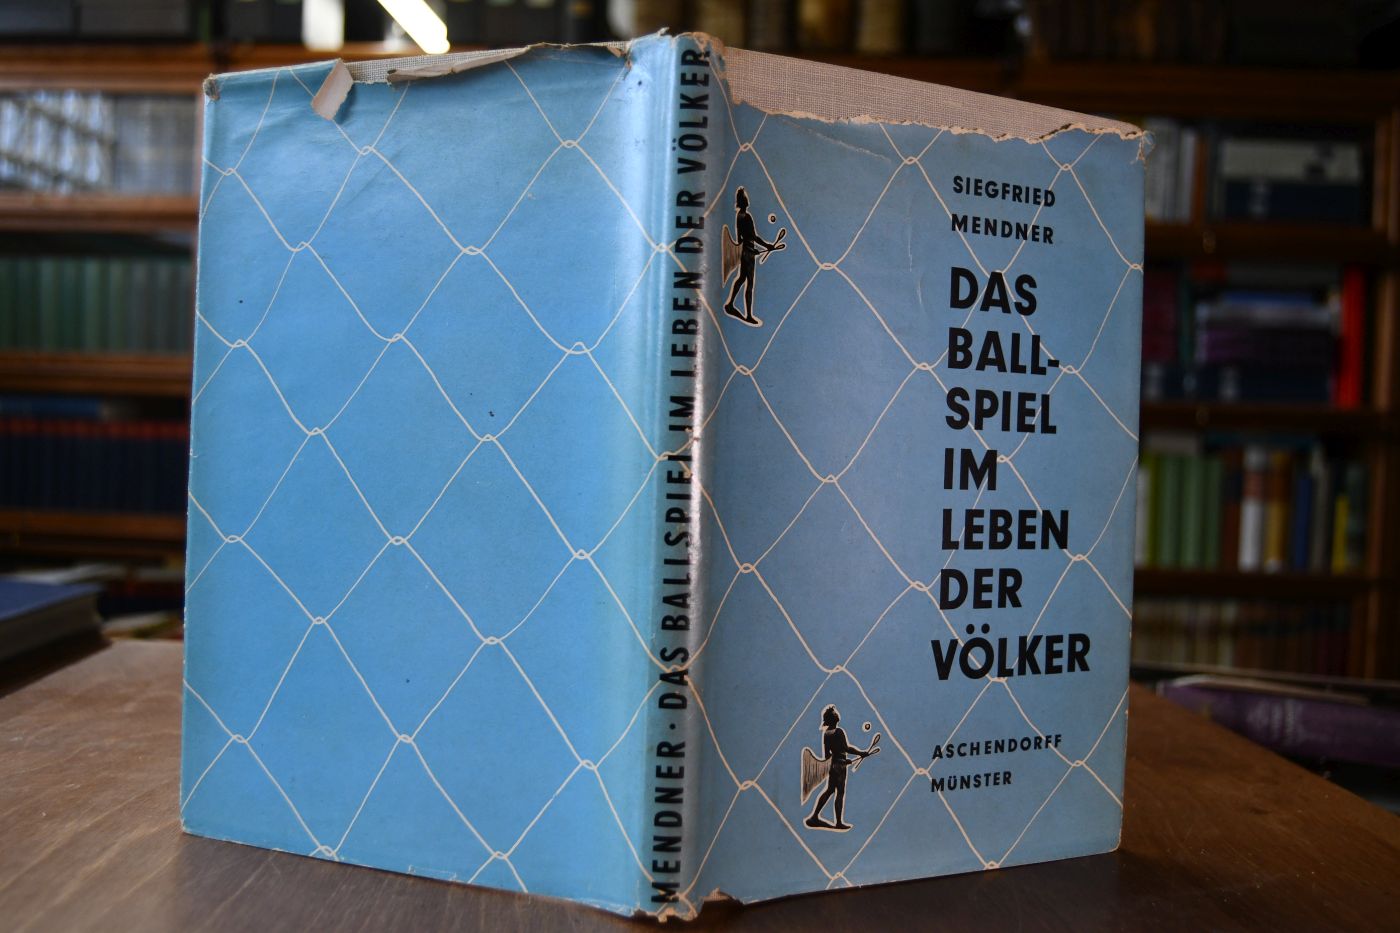 MENDNER · DAS BALLSPIEL IM LEBEN DER VÖLKER
SIEGFRIED
MENDNER
DAS
BALL-
SPIEL
IM
LEBEN
DER
VÖLKER
ASCHENDORFF
MÜNSTER